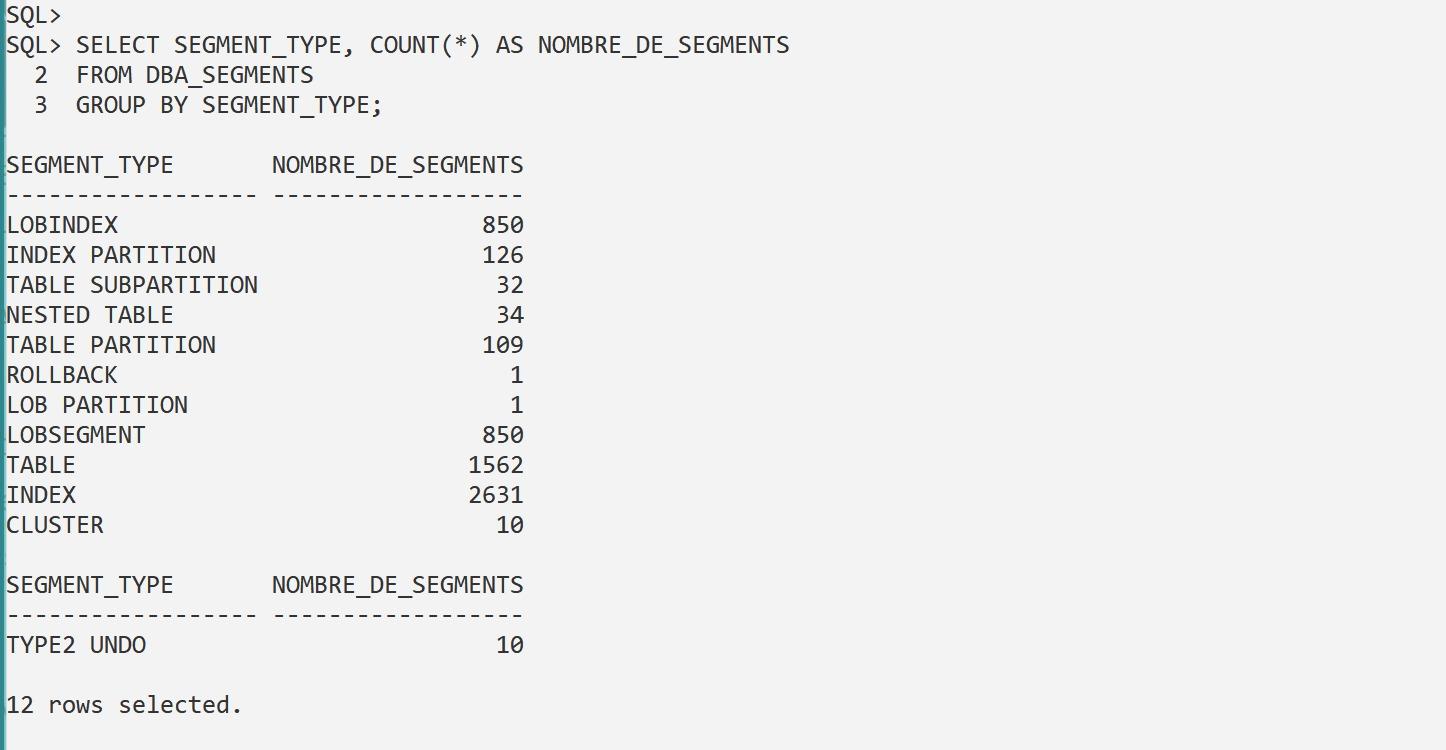 SQL>
SQL> SELECT SEGMENT_TYPE, COUNT(*) AS NOMBRE_DE_SEGMENTS
  2  FROM DBA_SEGMENTS
  3  GROUP BY SEGMENT_TYPE;

SEGMENT_TYPE       NOMBRE_DE_SEGMENTS
------------------ ------------------
LOBINDEX                          850
INDEX PARTITION                   126
TABLE SUBPARTITION                 32
NESTED TABLE                       34
TABLE PARTITION                   109
ROLLBACK                            1
LOB PARTITION                       1
LOBSEGMENT                        850
TABLE                            1562
INDEX                            2631
CLUSTER                            10

SEGMENT_TYPE       NOMBRE_DE_SEGMENTS
------------------ ------------------
TYPE2 UNDO                         10

12 rows selected.